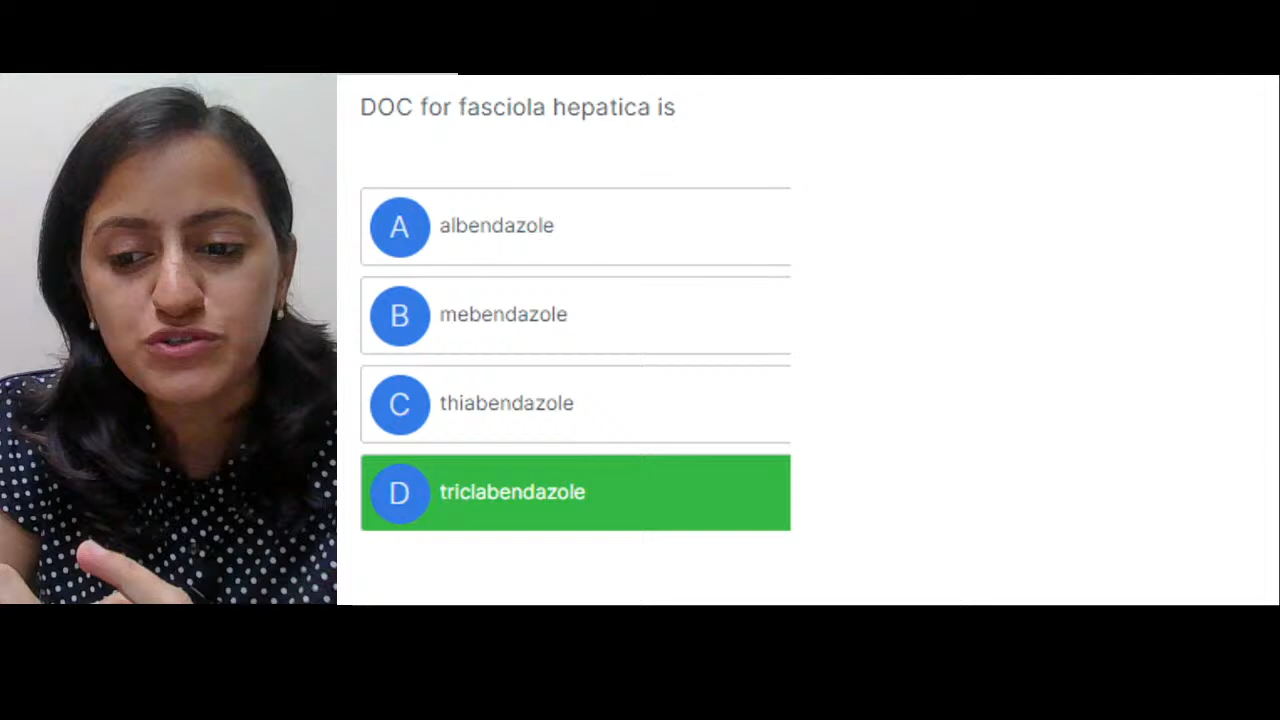 DOC for fasciola hepatica is
A albendazole
B mebendazole
C thiabendazole
D triclabendazole